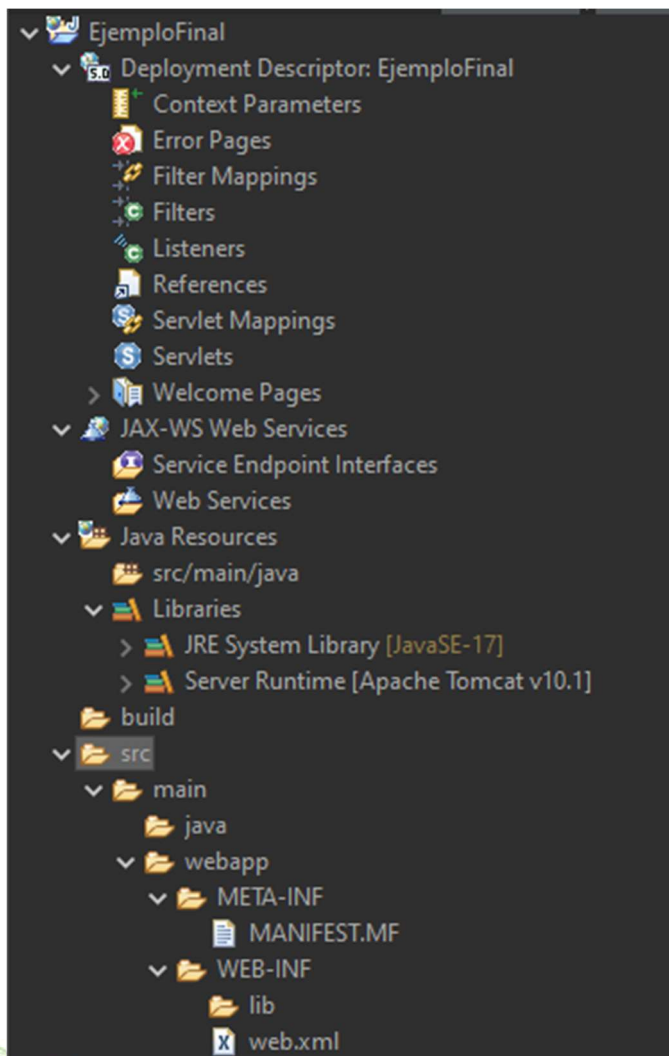 EjemploFinal
Deployment Descriptor: EjemploFinal
Context Parameters
Error Pages
Filter Mappings
Filters
Listeners
References
Servlet Mappings
Servlets
Welcome Pages
JAX-WS Web Services
Service Endpoint Interfaces
Web Services
Java Resources
src/main/java
Libraries
JRE System Library [JavaSE-17]
Server Runtime [Apache Tomcat v10.1]
build
src
main
java
webapp
META-INF
MANIFEST.MF
WEB-INF
lib
web.xml